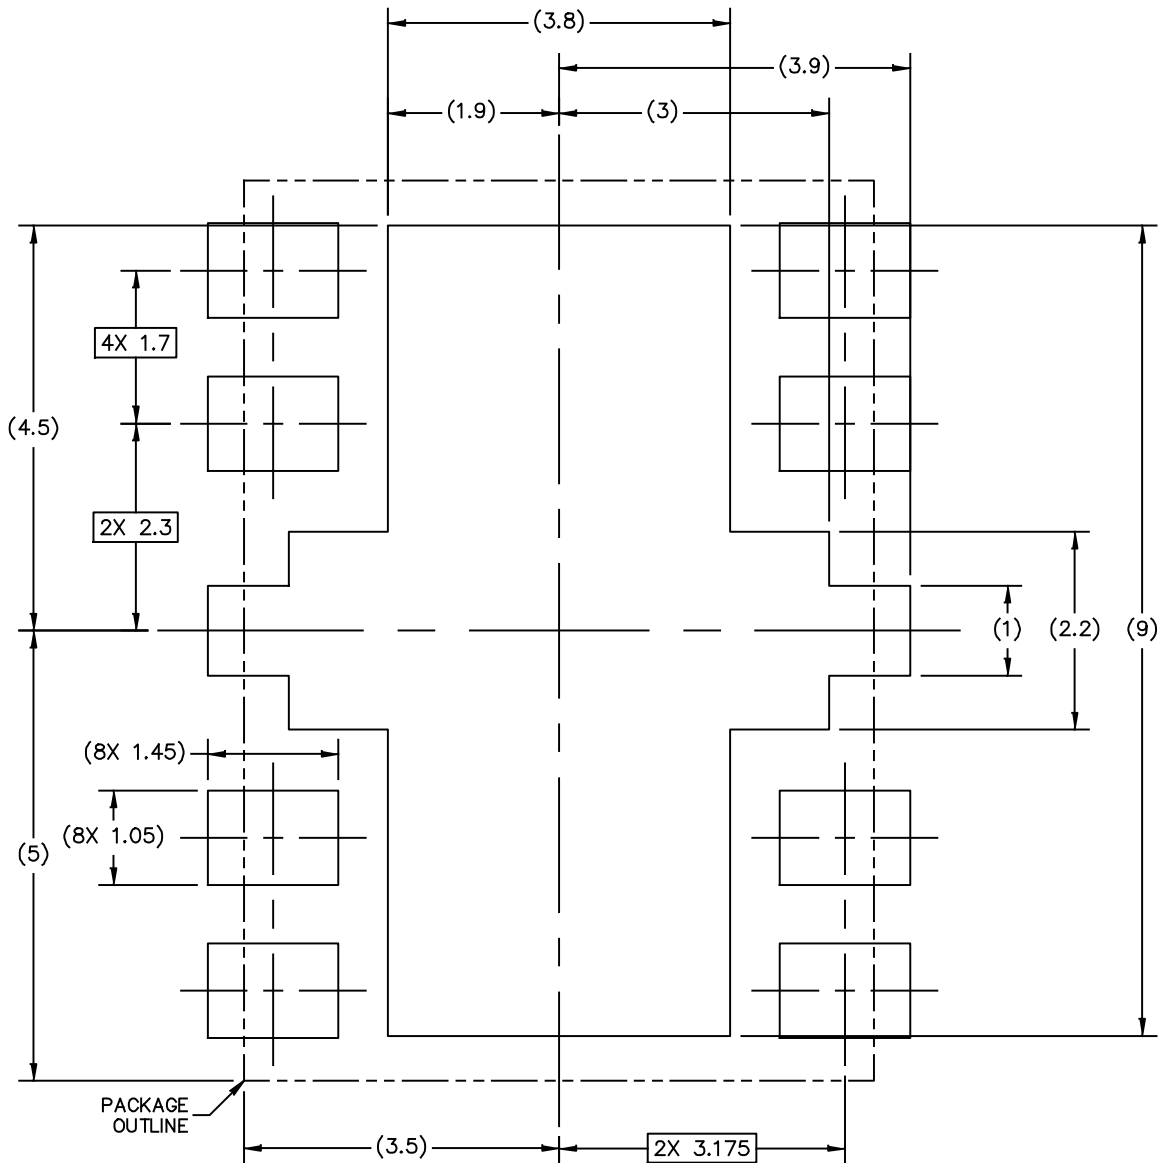 (3.8)
(3.9)
(1.9)
(3)
4X 1.7
(4.5)
2X 2.3
(1)
(2.2)
(9)
(8X 1.45)
(8X 1.05)
(5)
PACKAGE
OUTLINE
(3.5)
2X 3.175